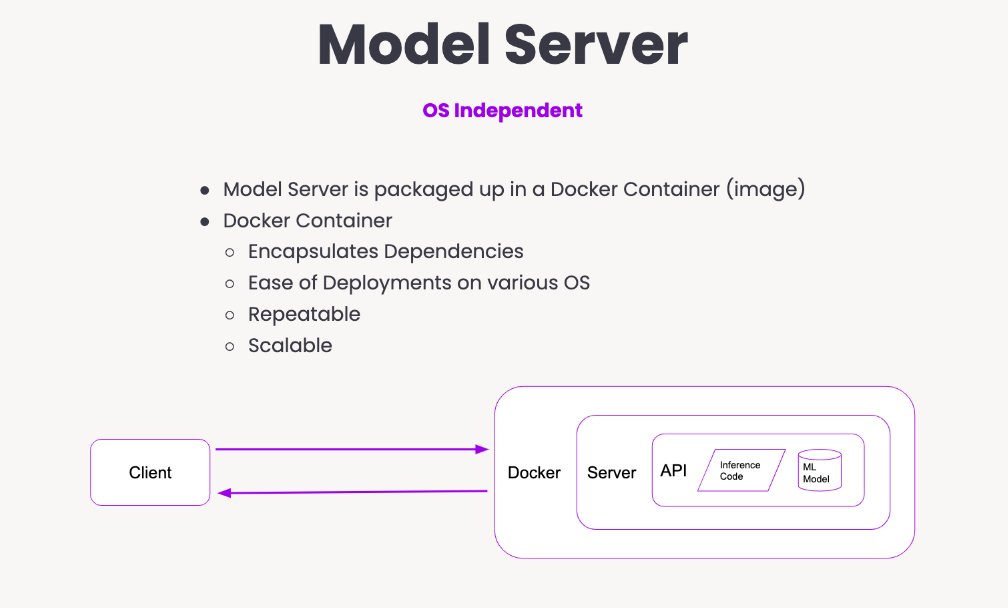 Model Server
OS Independent
● Model Server is packaged up in a Docker Container (image)
● Docker Container
○ Encapsulates Dependencies
○ Ease of Deployments on various OS
○ Repeatable
○ Scalable
Client
Docker
Server
API
Inference
Code
ML
Model